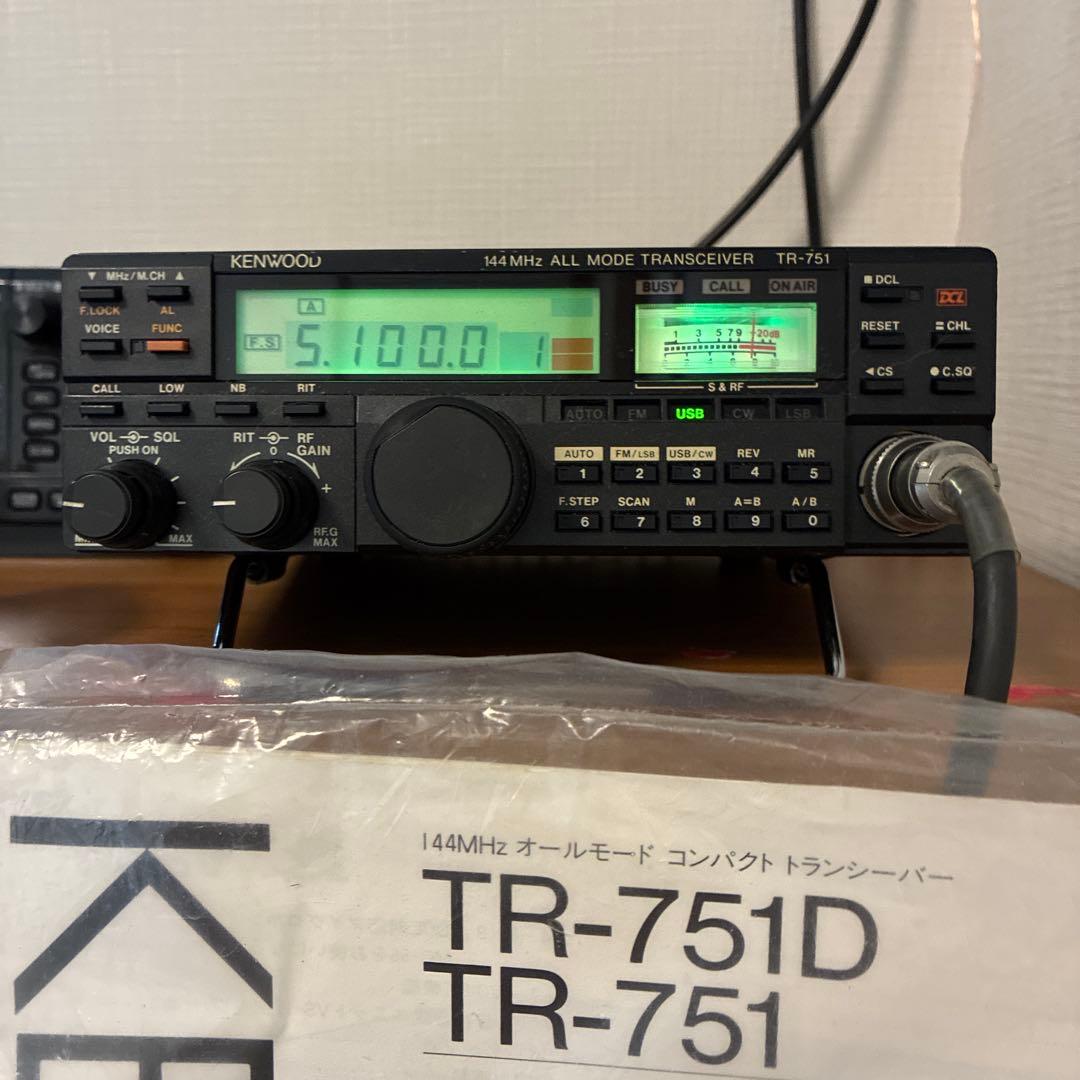 KENWOOD 144MHz ALL MODE TRANSCEIVER TR-751
▼ MHz/M.CH ▲
F.LOCK AL
VOICE FUNC
CALL LOW NB RIT
VOL SQL
PUSH ON
MAX
RIT RF
0 GAIN
+
RF.G
MAX
A
F.S 5.100.0 1
BUSY CALL ON AIR
1 3 5 7 9 +20dB
S & RF
AUTO FM USB CW LSB
AUTO FM/LSB USB/CW REV MR
1 2 3 4 5
F.STEP SCAN M A=B A/B
6 7 8 9 0
DCL DCL
RESET CHL
◀CS ●C.SQ
144MHz オールモード コンパクト トランシーバー
TR-751D
TR-751
K